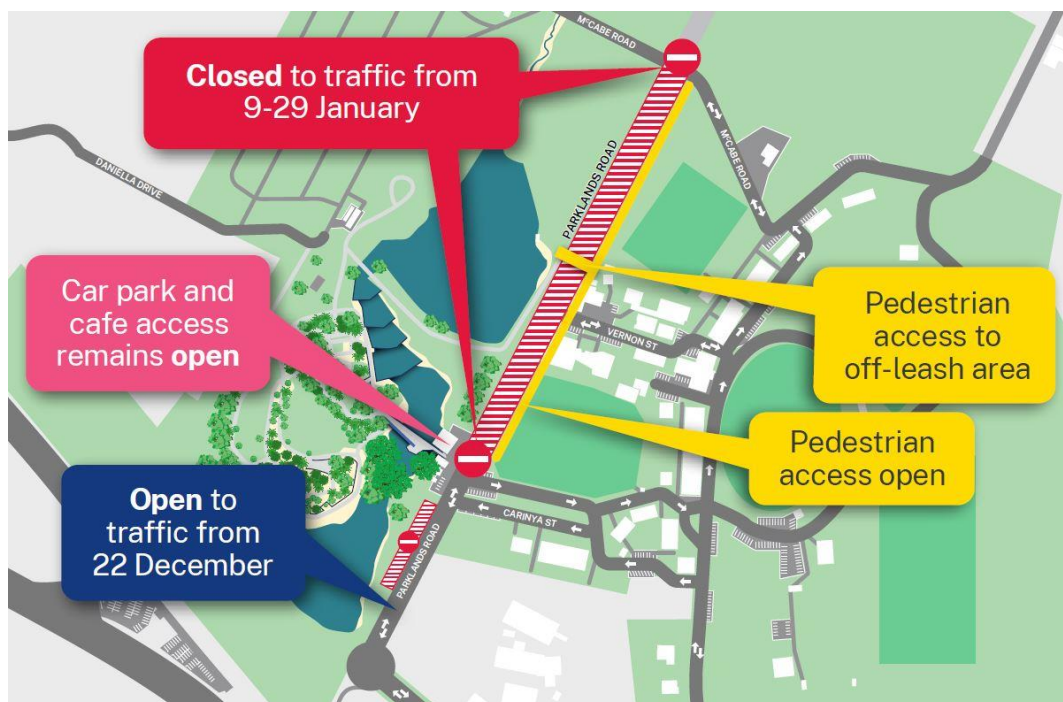 McCABE ROAD
Closed to traffic from
9-29 January
DANIELLA DRIVE
PARKLANDS ROAD
McCABE ROAD
Car park and
cafe access
remains open
Pedestrian
access to
off-leash area
VERNON ST
Pedestrian
access open
Open to
traffic from
22 December
CARINYA ST
PARKLANDS ROAD